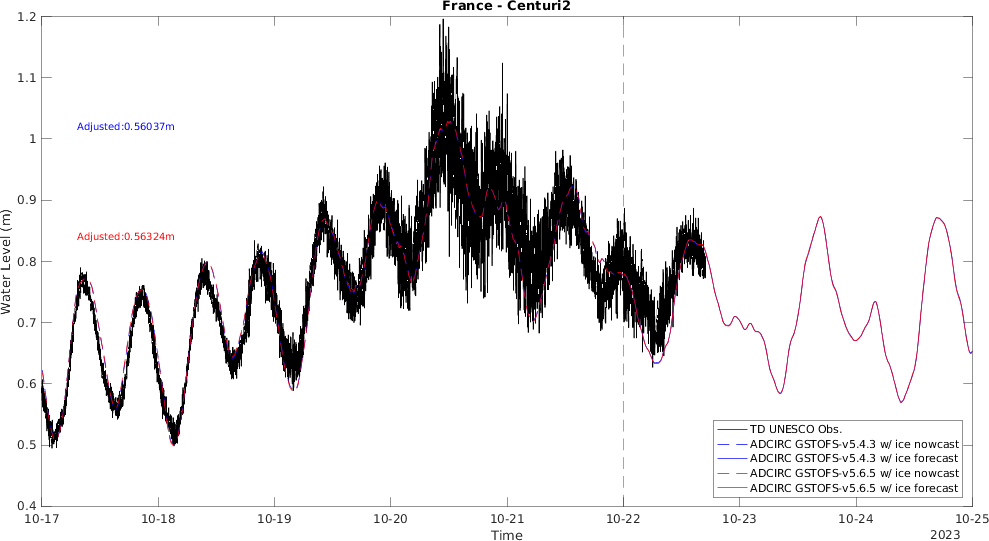 France - Centuri2
1.2
1.1
1
0.9
0.8
0.7
0.6
0.5
0.4
Water Level (m)
Adjusted:0.56037m
Adjusted:0.56324m
TD UNESCO Obs.
ADCIRC GSTOFS-v5.4.3 w/ ice nowcast
ADCIRC GSTOFS-v5.4.3 w/ ice forecast
ADCIRC GSTOFS-v5.6.5 w/ ice nowcast
ADCIRC GSTOFS-v5.6.5 w/ ice forecast
10-17 10-18 10-19 10-20 10-21 10-22 10-23 10-24 10-25
Time
2023